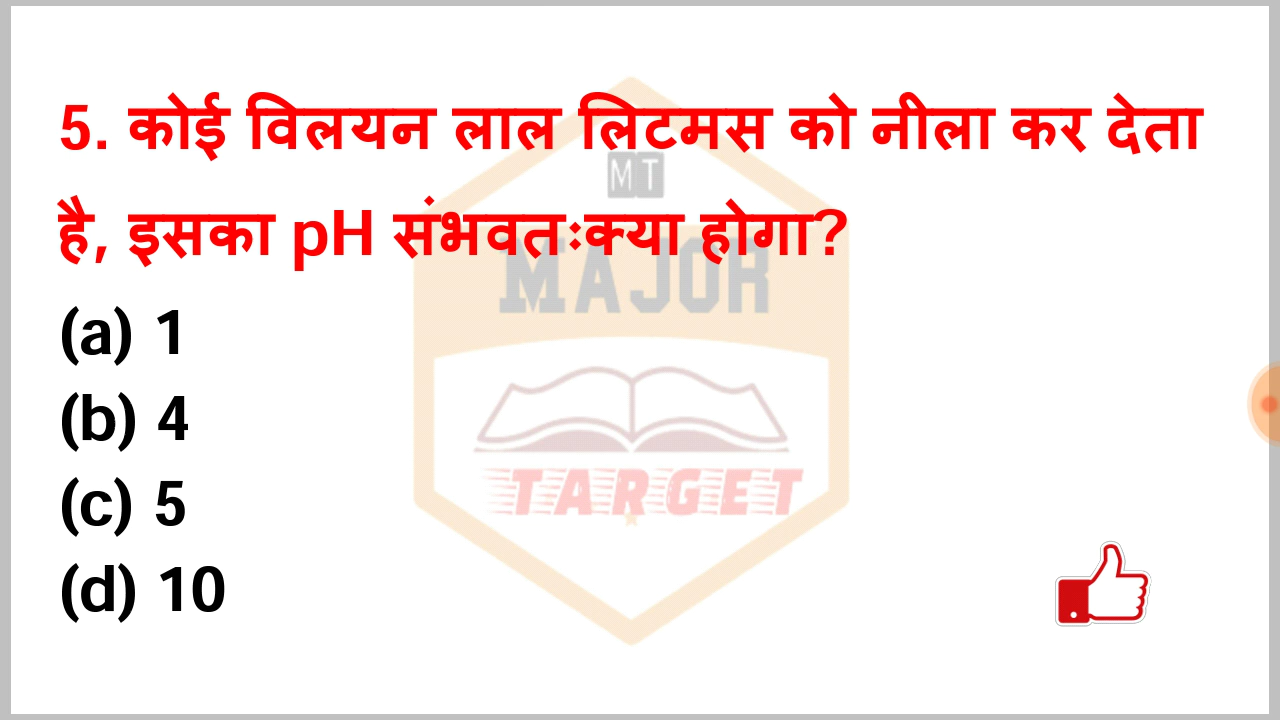 5. कोई विलयन लाल लिटमस को नीला कर देता
है, इसका pH संभवतःक्या होगा?
(a) 1
(b) 4
(c) 5
(d) 10
MT
MAJOR
TARGET